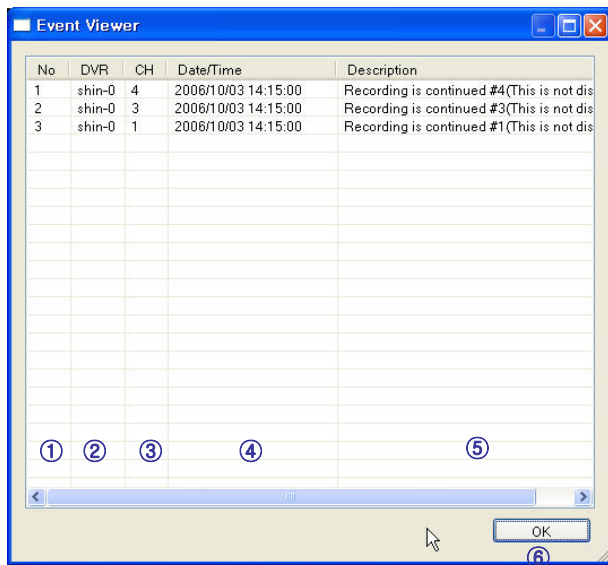 Event Viewer
No DVR CH Date/Time Description
1 shin-0 4 2006/10/03 14:15:00 Recording is continued #4(This is not dis
2 shin-0 3 2006/10/03 14:15:00 Recording is continued #3(This is not dis
3 shin-0 1 2006/10/03 14:15:00 Recording is continued #1(This is not dis
① ② ③ ④ ⑤
OK
⑥